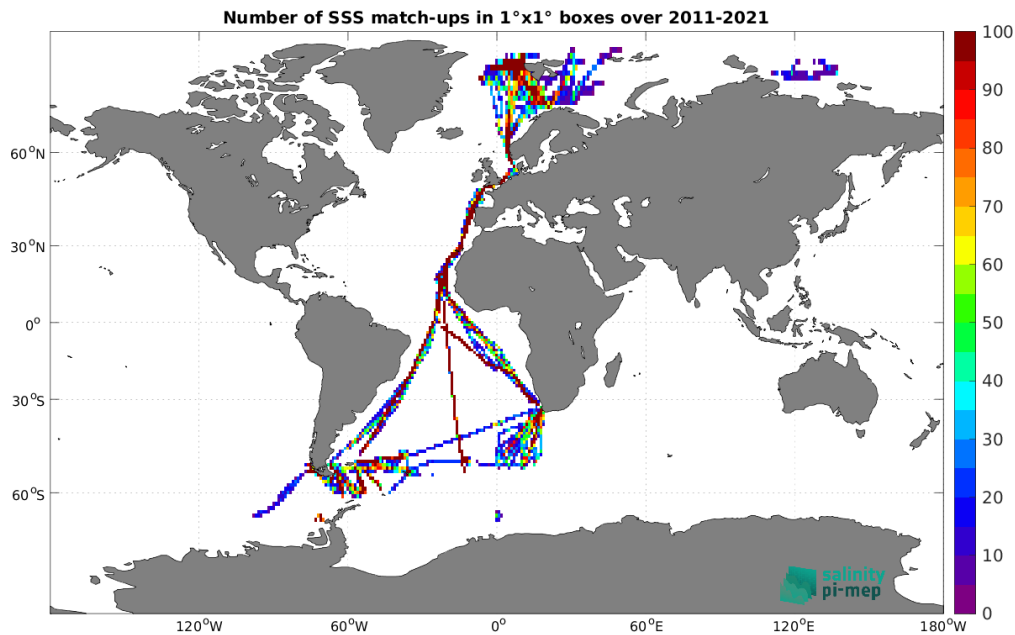 Number of SSS match-ups in 1°x1° boxes over 2011-2021
100
90
80
70
60
50
40
30
20
10
0
60°N
30°N
0°
30°S
60°S
120°W
60°W
0°E
60°E
120°E
180°W
salinity
pi-mep